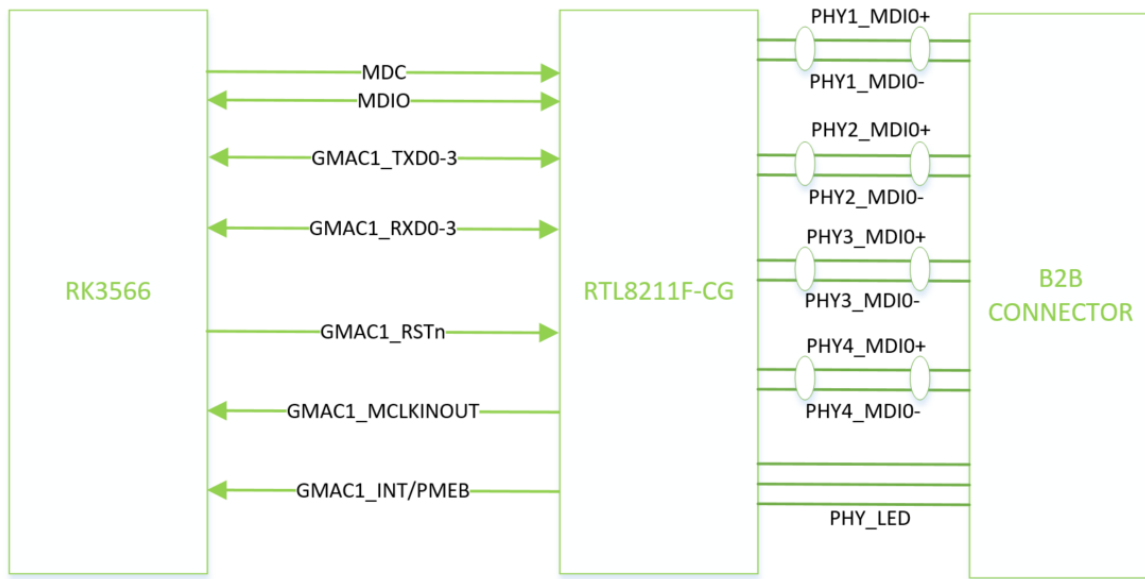 PHY1_MDI0+
MDC
PHY1_MDI0-
MDIO
PHY2_MDI0+
GMAC1_TXD0-3
PHY2_MDI0-
GMAC1_RXD0-3
PHY3_MDI0+
RK3566
RTL8211F-CG
PHY3_MDI0-
B2B
CONNECTOR
GMAC1_RSTn
PHY4_MDI0+
GMAC1_MCLKINOUT
PHY4_MDI0-
GMAC1_INT/PMEB
PHY_LED